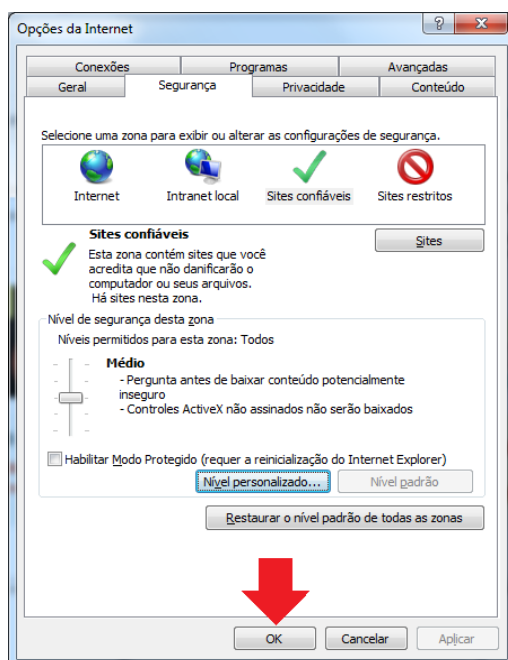 Opções da Internet
Conexões Programas Avançadas
Geral Segurança Privacidade Conteúdo
Selecione uma zona para exibir ou alterar as configurações de segurança.
Internet Intranet local Sites confiáveis Sites restritos
Sites confiáveis
Sites
Esta zona contém sites que você
acredita que não danificarão o
computador ou seus arquivos.
Há sites nesta zona.
Nível de segurança desta zona
Níveis permitidos para esta zona: Todos
Médio
- Pergunta antes de baixar conteúdo potencialmente
inseguro
- Controles ActiveX não assinados não serão baixados
Habilitar Modo Protegido (requer a reinicialização do Internet Explorer)
Nível personalizado... Nível padrão
Restaurar o nível padrão de todas as zonas
OK Cancelar Aplicar